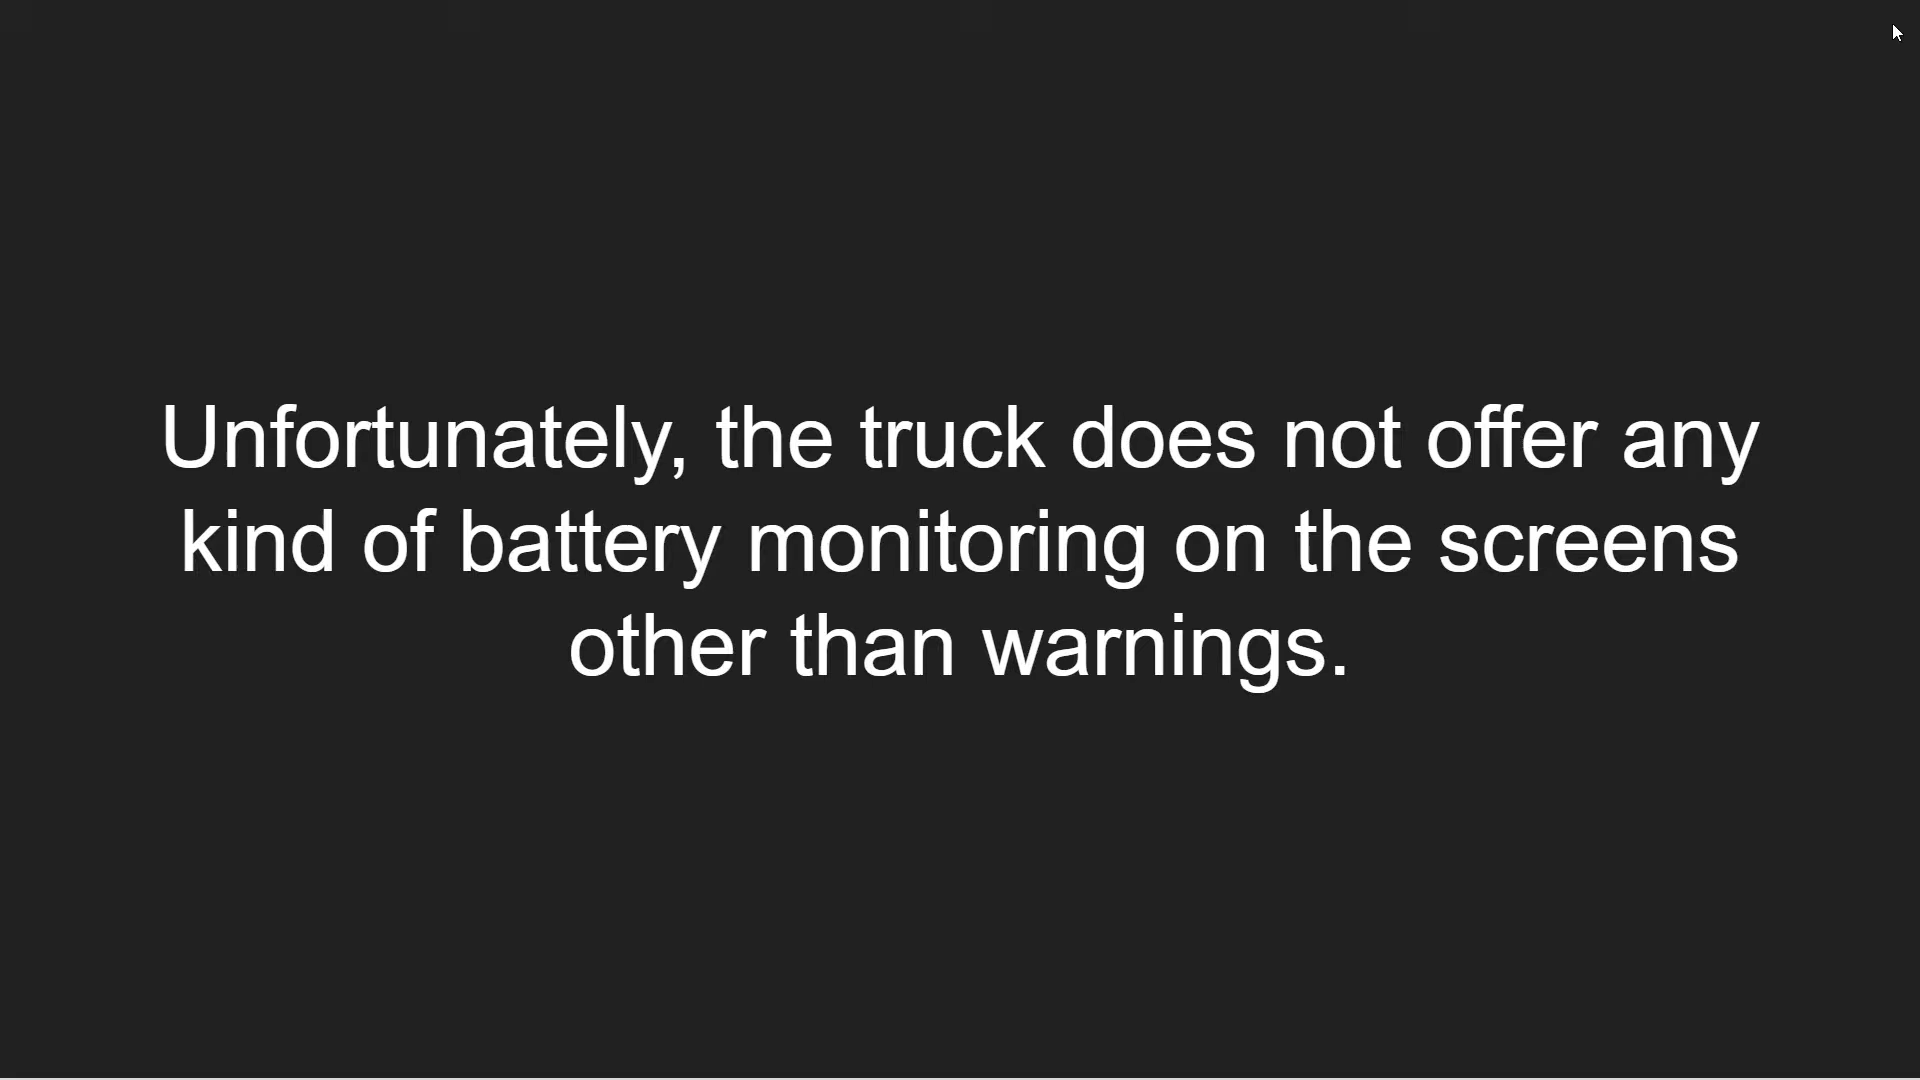 Unfortunately, the truck does not offer any
kind of battery monitoring on the screens
other than warnings.